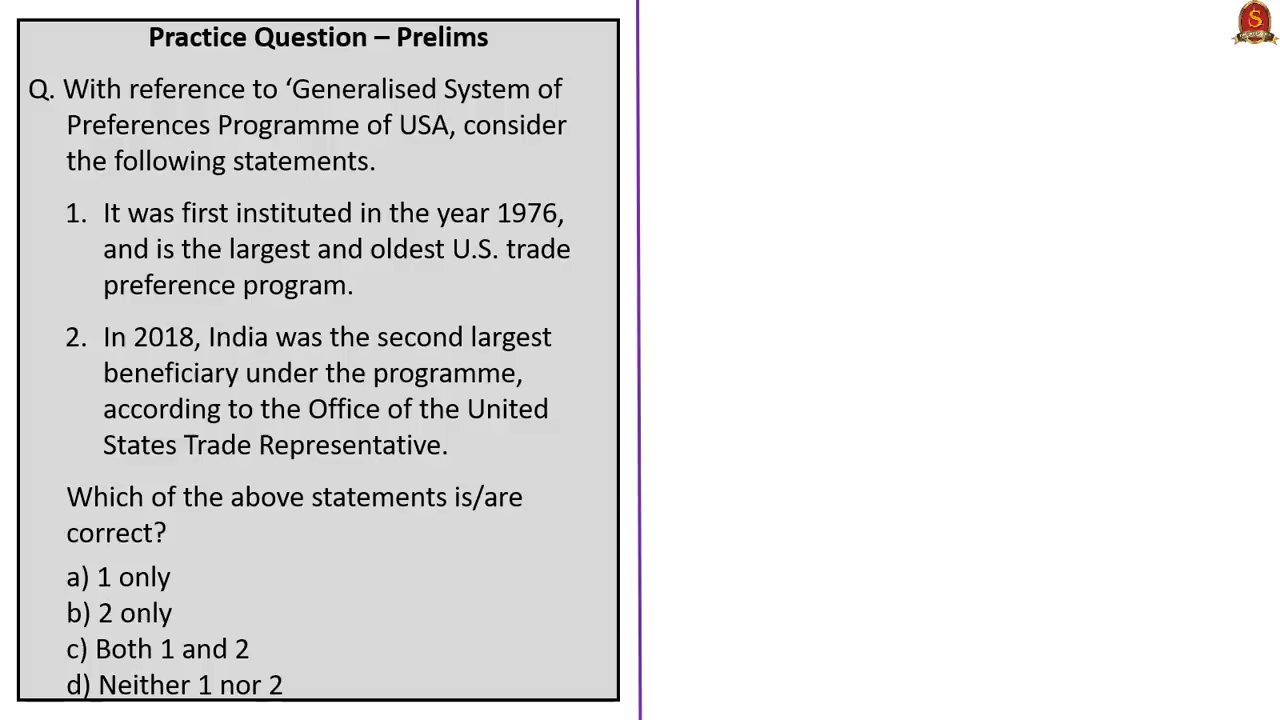 Practice Question – Prelims
Q. With reference to ‘Generalised System of
Preferences Programme of USA, consider
the following statements.
1. It was first instituted in the year 1976,
and is the largest and oldest U.S. trade
preference program.
2. In 2018, India was the second largest
beneficiary under the programme,
according to the Office of the United
States Trade Representative.
Which of the above statements is/are
correct?
a) 1 only
b) 2 only
c) Both 1 and 2
d) Neither 1 nor 2
S